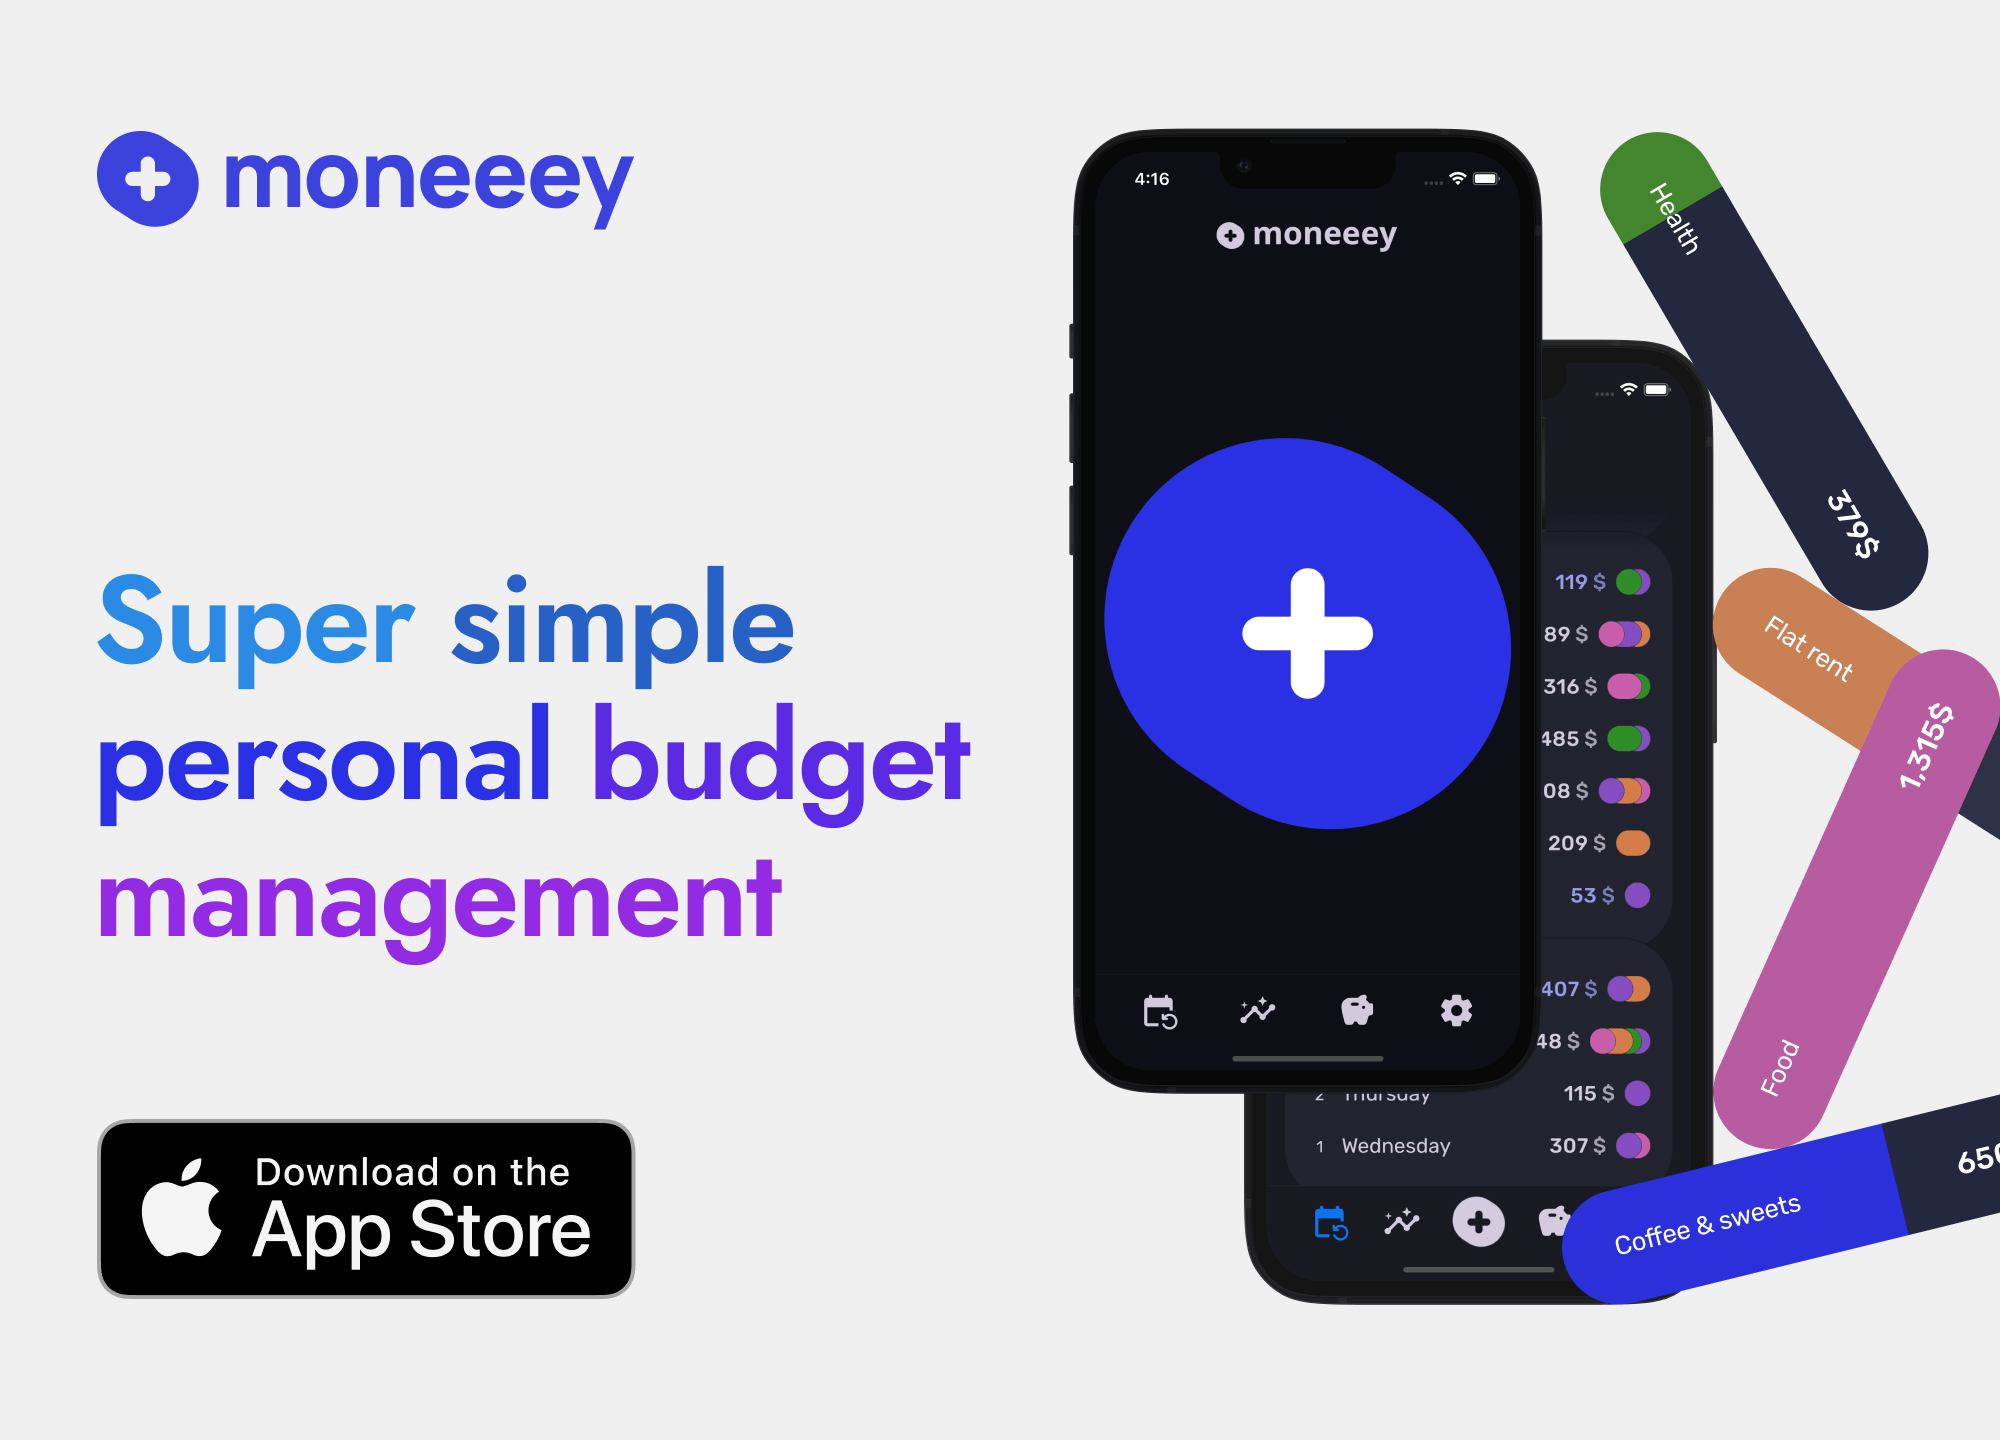 moneeey
Super simple
personal budget
management
Download on the
App Store
4:16
moneeey
119 $
89 $
316 $
485 $
08 $
209 $
53 $
407 $
48 $
2 Thursday 115 $
1 Wednesday 307 $
Health 379$
Flat rent
1,315$
Food
Coffee & sweets 650